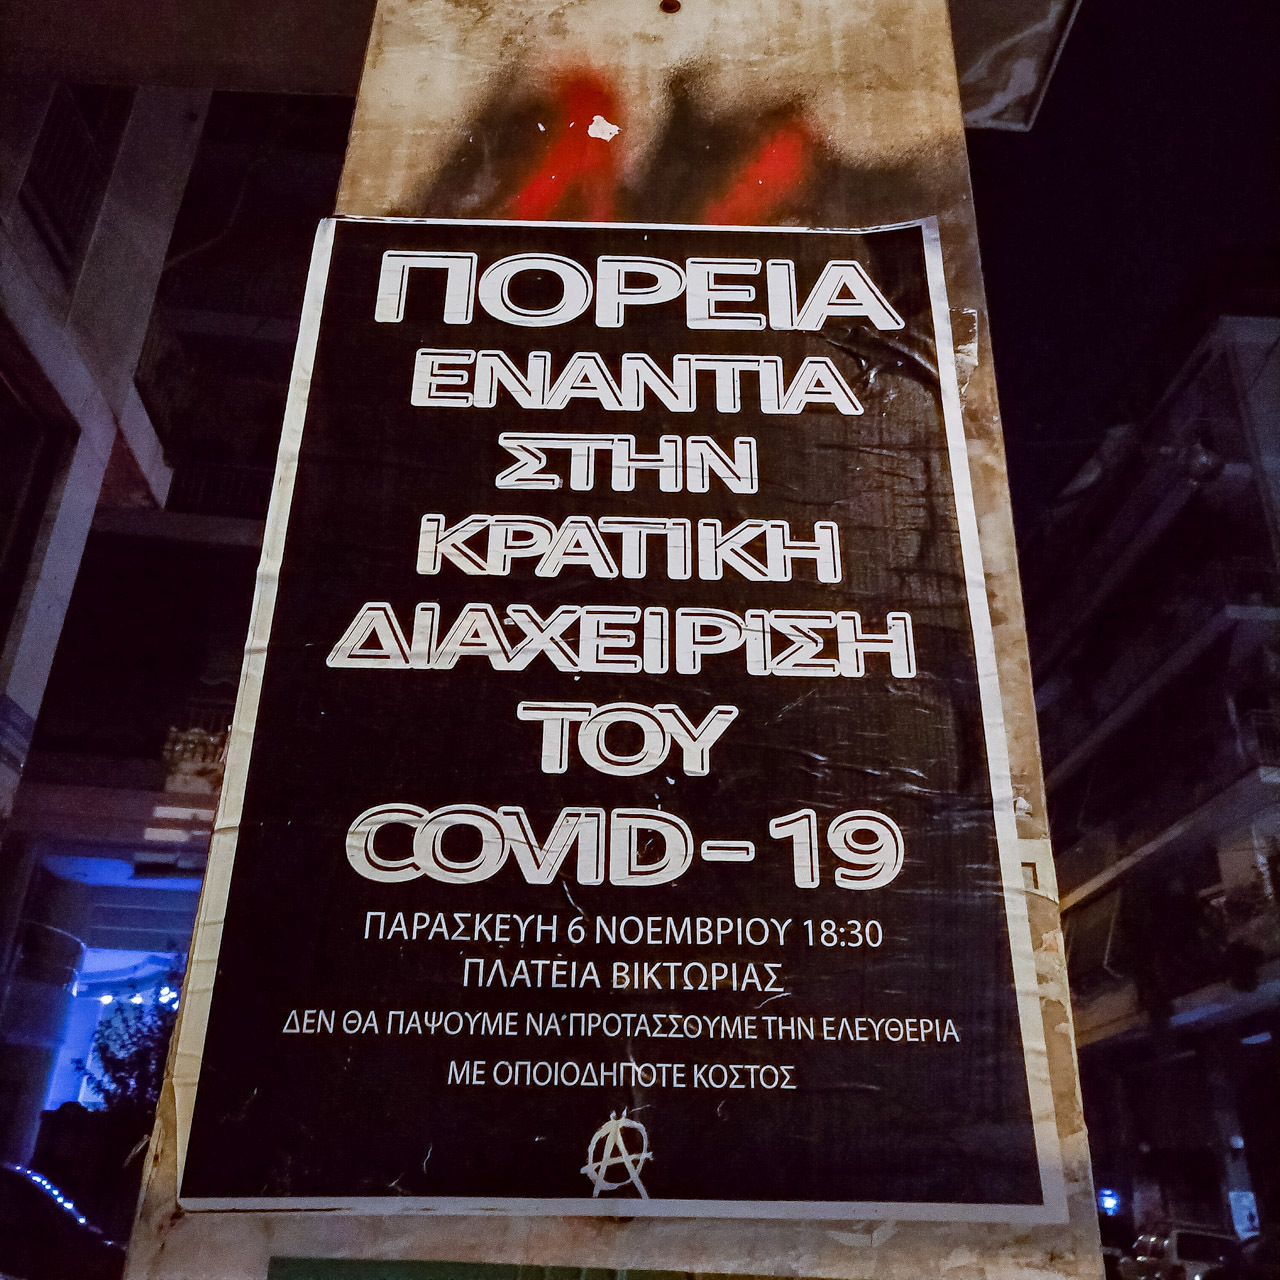 ΠΟΡΕΙΑ
ΕΝΑΝΤΙΑ
ΣΤΗΝ
ΚΡΑΤΙΚΗ
ΔΙΑΧΕΙΡΙΣΗ
ΤΟΥ
COVID-19
ΠΑΡΑΣΚΕΥΗ 6 ΝΟΕΜΒΡΙΟΥ 18:30
ΠΛΑΤΕΙΑ ΒΙΚΤΩΡΙΑΣ
ΔΕΝ ΘΑ ΠΑΨΟΥΜΕ ΝΑ ΠΡΟΤΑΣΣΟΥΜΕ ΤΗΝ ΕΛΕΥΘΕΡΙΑ
ΜΕ ΟΠΟΙΟΔΗΠΟΤΕ ΚΟΣΤΟΣ